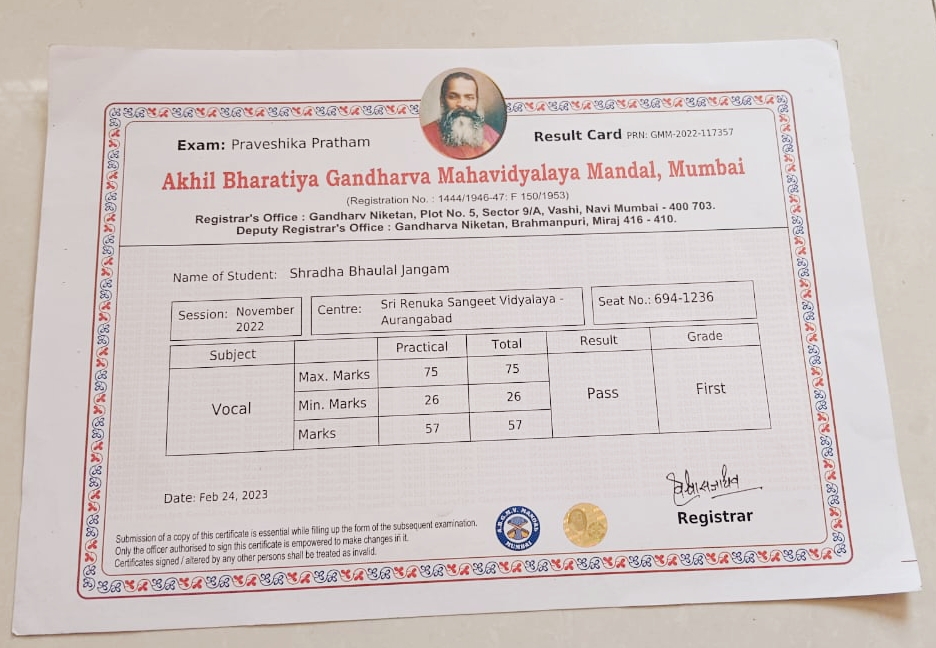 Exam: Praveshika Pratham
Result Card PRN: GMM-2022-117357
Akhil Bharatiya Gandharva Mahavidyalaya Mandal, Mumbai
(Registration No. : 1444/1946-47; F 150/1953)
Registrar's Office : Gandharv Niketan, Plot No. 5, Sector 9/A, Vashi, Navi Mumbai - 400 703.
Deputy Registrar's Office : Gandharva Niketan, Brahmanpuri, Miraj 416 - 410.
Name of Student: Shradha Bhaulal Jangam
Session: November 2022
Centre: Sri Renuka Sangeet Vidyalaya -
Aurangabad
Seat No.: 694-1236
Subject Practical Total Result Grade
Vocal
Max. Marks 75 75
Min. Marks 26 26
Marks 57 57
Pass
First
Date: Feb 24, 2023
Registrar
Submission of a copy of this certificate is essential while filling up the form of the subsequent examination.
Only the officer authorised to sign this certificate is empowered to make changes in it.
Certificates signed / altered by any other persons shall be treated as invalid.
A.B.G.M.V. MANDAL
MUMBAI